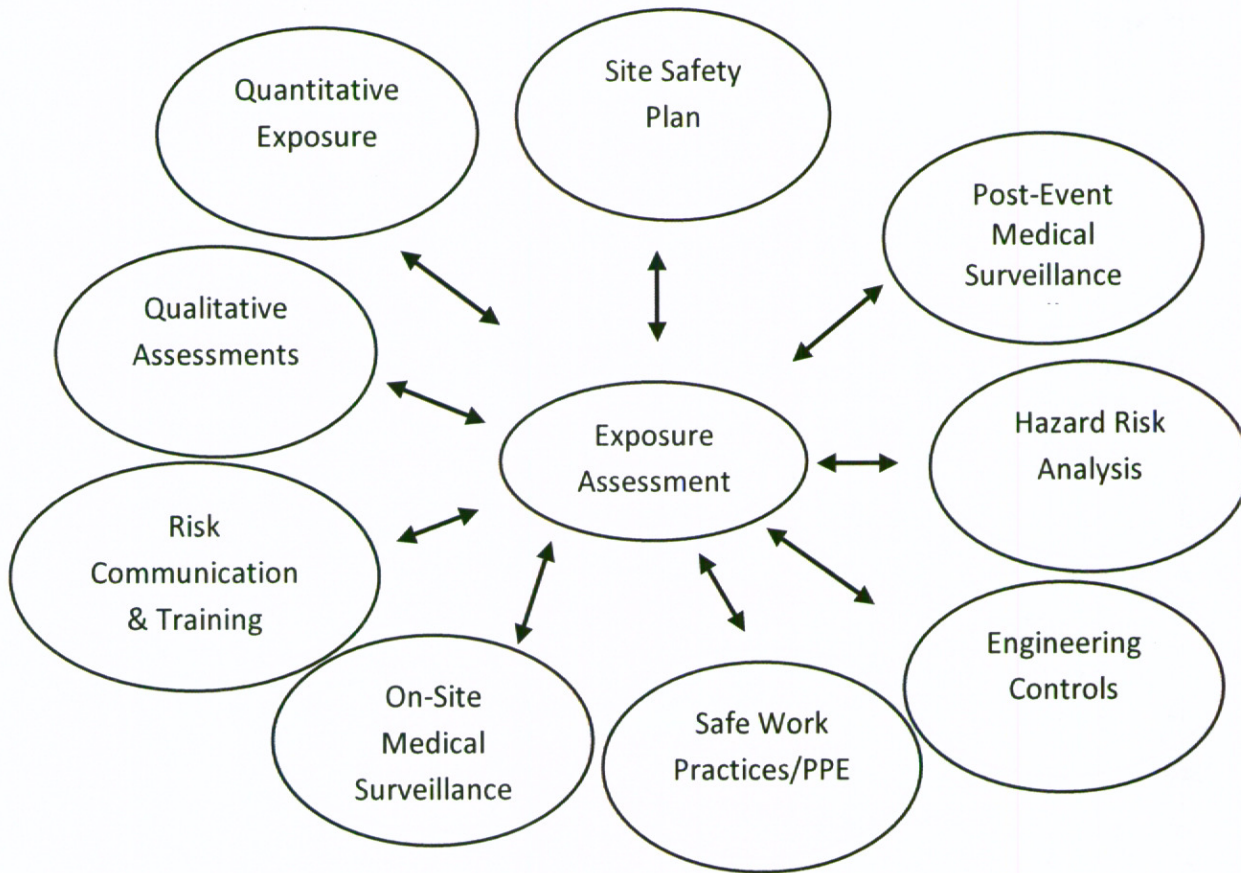 Quantitative
Exposure
Site Safety
Plan
Post-Event
Medical
Surveillance
Qualitative
Assessments
Exposure
Assessment
Hazard Risk
Analysis
Risk
Communication
& Training
Engineering
Controls
On-Site
Medical
Surveillance
Safe Work
Practices/PPE